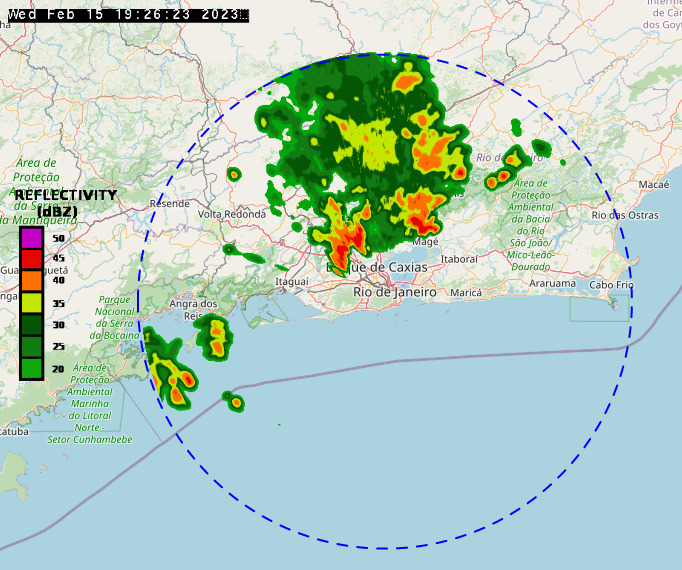 Wed Feb 15 19:26:23 2023
Área de
Proteção
da Serra
da Mantiqueira
REFLECTIVITY
(dBZ)
50
45
40
35
30
25
20
Resende
Volta Redonda
Rio de
Macaé
Área de
Proteção
Ambiental
da Bacia
do Rio
São João/
Mico-Leão-
Dourado
Rio das Ostras
Magé
Itaboraí
que de Caxias
Itaguaí
Rio de Janeiro
Maricá
Araruama
Cabo Frio
Parque
Nacional
da Serra
da Bocaina
Angra dos
Reis
Área de
Proteção
Ambiental
Marinha
do Litoral
Norte -
Setor Cunhambebe